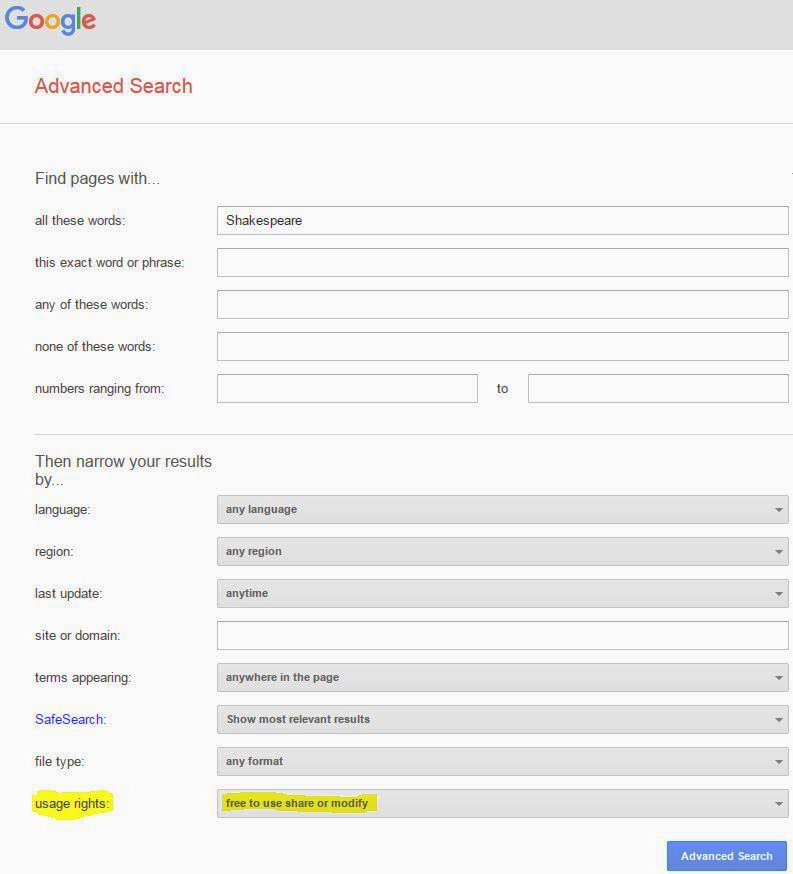 Google
Advanced Search
Find pages with...
all these words: Shakespeare
this exact word or phrase:
any of these words:
none of these words:
numbers ranging from: to
Then narrow your results
by...
language: any language
region: any region
last update: anytime
site or domain:
terms appearing: anywhere in the page
SafeSearch: Show most relevant results
file type: any format
usage rights: free to use share or modify
Advanced Search